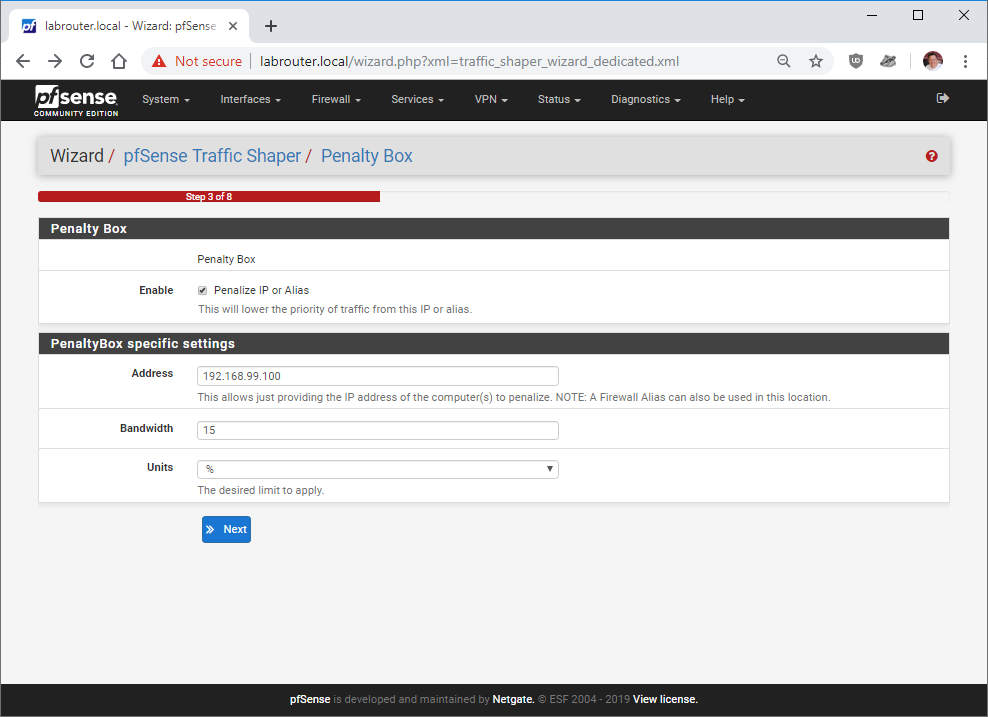 labrouter.local - Wizard: pfSense
Not secure labrouter.local/wizard.php?xml=traffic_shaper_wizard_dedicated.xml
pfsense
COMMUNITY EDITION
System Interfaces Firewall Services VPN Status Diagnostics Help
Wizard / pfSense Traffic Shaper / Penalty Box
Step 3 of 8
Penalty Box
Penalty Box
Enable Penalize IP or Alias
This will lower the priority of traffic from this IP or alias.
PenaltyBox specific settings
Address 192.168.99.100
This allows just providing the IP address of the computer(s) to penalize. NOTE: A Firewall Alias can also be used in this location.
Bandwidth 15
Units %
The desired limit to apply.
Next
pfSense is developed and maintained by Netgate. © ESF 2004 - 2019 View license.